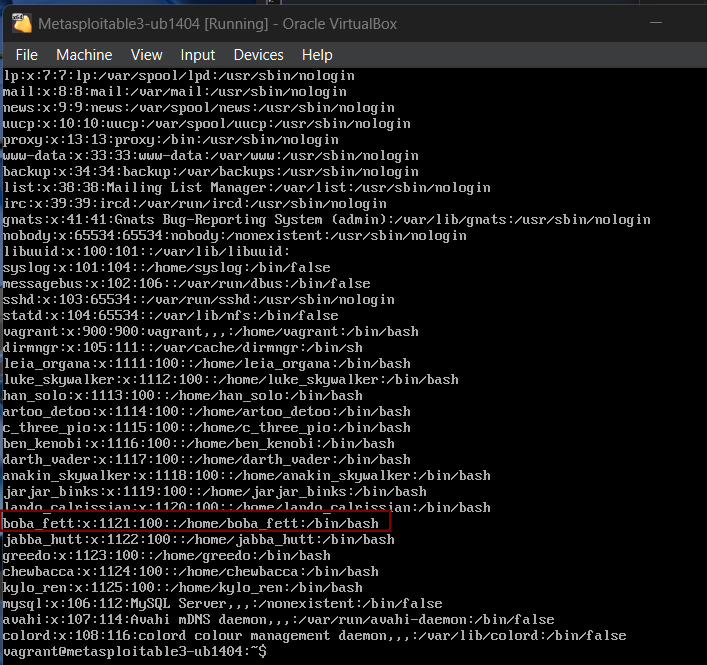 Metasploitable3-ub1404 [Running] - Oracle VirtualBox
File Machine View Input Devices Help
lp:x:7:7:lp:/var/spool/lpd:/usr/sbin/nologin
mail:x:8:8:mail:/var/mail:/usr/sbin/nologin
news:x:9:9:news:/var/spool/news:/usr/sbin/nologin
uucp:x:10:10:uucp:/var/spool/uucp:/usr/sbin/nologin
proxy:x:13:13:proxy:/bin:/usr/sbin/nologin
www-data:x:33:33:www-data:/var/www:/usr/sbin/nologin
backup:x:34:34:backup:/var/backups:/usr/sbin/nologin
list:x:38:38:Mailing List Manager:/var/list:/usr/sbin/nologin
irc:x:39:39:ircd:/var/run/ircd:/usr/sbin/nologin
gnats:x:41:41:Gnats Bug-Reporting System (admin):/var/lib/gnats:/usr/sbin/nologin
nobody:x:65534:65534:nobody:/nonexistent:/usr/sbin/nologin
libuuid:x:100:101::/var/lib/libuuid:
syslog:x:101:104::/home/syslog:/bin/false
messagebus:x:102:106::/var/run/dbus:/bin/false
sshd:x:103:65534::/var/run/sshd:/usr/sbin/nologin
statd:x:104:65534::/var/lib/nfs:/bin/false
vagrant:x:900:900:vagrant,,,:/home/vagrant:/bin/bash
dirmngr:x:105:111::/var/cache/dirmngr:/bin/sh
leia_organa:x:1111:100::/home/leia_organa:/bin/bash
luke_skywalker:x:1112:100::/home/luke_skywalker:/bin/bash
han_solo:x:1113:100::/home/han_solo:/bin/bash
artoo_detoo:x:1114:100::/home/artoo_detoo:/bin/bash
c_three_pio:x:1115:100::/home/c_three_pio:/bin/bash
ben_kenobi:x:1116:100::/home/ben_kenobi:/bin/bash
darth_vader:x:1117:100::/home/darth_vader:/bin/bash
anakin_skywalker:x:1118:100::/home/anakin_skywalker:/bin/bash
jarjar_binks:x:1119:100::/home/jarjar_binks:/bin/bash
lando_calrissian:x:1120:100::/home/lando_calrissian:/bin/bash
boba_fett:x:1121:100::/home/boba_fett:/bin/bash
jabba_hutt:x:1122:100::/home/jabba_hutt:/bin/bash
greedo:x:1123:100::/home/greedo:/bin/bash
chewbacca:x:1124:100::/home/chewbacca:/bin/bash
kylo_ren:x:1125:100::/home/kylo_ren:/bin/bash
mysql:x:106:112:MySQL Server,,,:/nonexistent:/bin/false
avahi:x:107:114:Avahi mDNS daemon,,,:/var/run/avahi-daemon:/bin/false
colord:x:108:116:colord colour management daemon,,,:/var/lib/colord:/bin/false
vagrant@metasploitable3-ub1404:~$